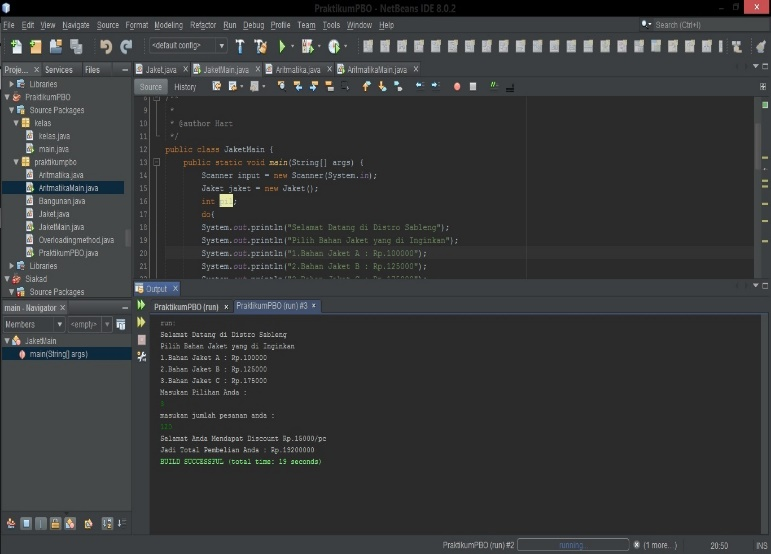 PraktikumPBO - NetBeans IDE 8.0.2
File Edit View Navigate Source Format Modeling Refactor Run Debug Profile Team Tools Window Help
Search (Ctrl+I)
<default config>
Proje... × Services Files
Jaket.java × JaketMain.java × Aritmatika.java × AritmatikaMain.java ×
Source History
Libraries
PraktikumPBO
Source Packages
kelas
kelas.java
main.java
praktikumpbo
Aritmatika.java
AritmatikaMain.java
Bangunan.java
Jaket.java
JaketMain.java
Overloadingmethod.java
PraktikumPBO.java
Libraries
Siakad
Source Packages
9 *
10 * @author Hart
11 */
12 public class JaketMain {
13 public static void main(String[] args) {
14 Scanner input = new Scanner(System.in);
15 Jaket jaket = new Jaket();
16 int
17 do{
18 System.out.println("Selamat Datang di Distro Sableng");
19 System.out.println("Pilih Bahan Jaket yang di Inginkan");
20 System.out.println("1.Bahan Jaket A : Rp.100000");
21 System.out.println("2.Bahan Jaket B : Rp.125000");
main - Navigator ×
Members <empty>
JaketMain
main(String[] args)
Output ×
PraktikumPBO (run) × PraktikumPBO (run) #3 ×
run:
Selamat Datang di Distro Sableng
Pilih Bahan Jaket yang di Inginkan
1.Bahan Jaket A : Rp.100000
2.Bahan Jaket B : Rp.125000
3.Bahan Jaket C : Rp.175000
Masukan Pilihan Anda :
masukan jumlah pesanan anda :
Selamat Anda Mendapat Discount Rp.15000/pc
Jadi Total Pembelian Anda : Rp.19200000
BUILD SUCCESSFUL (total time: 19 seconds)
PraktikumPBO (run) #2 running... (1 more...) 20:50 INS